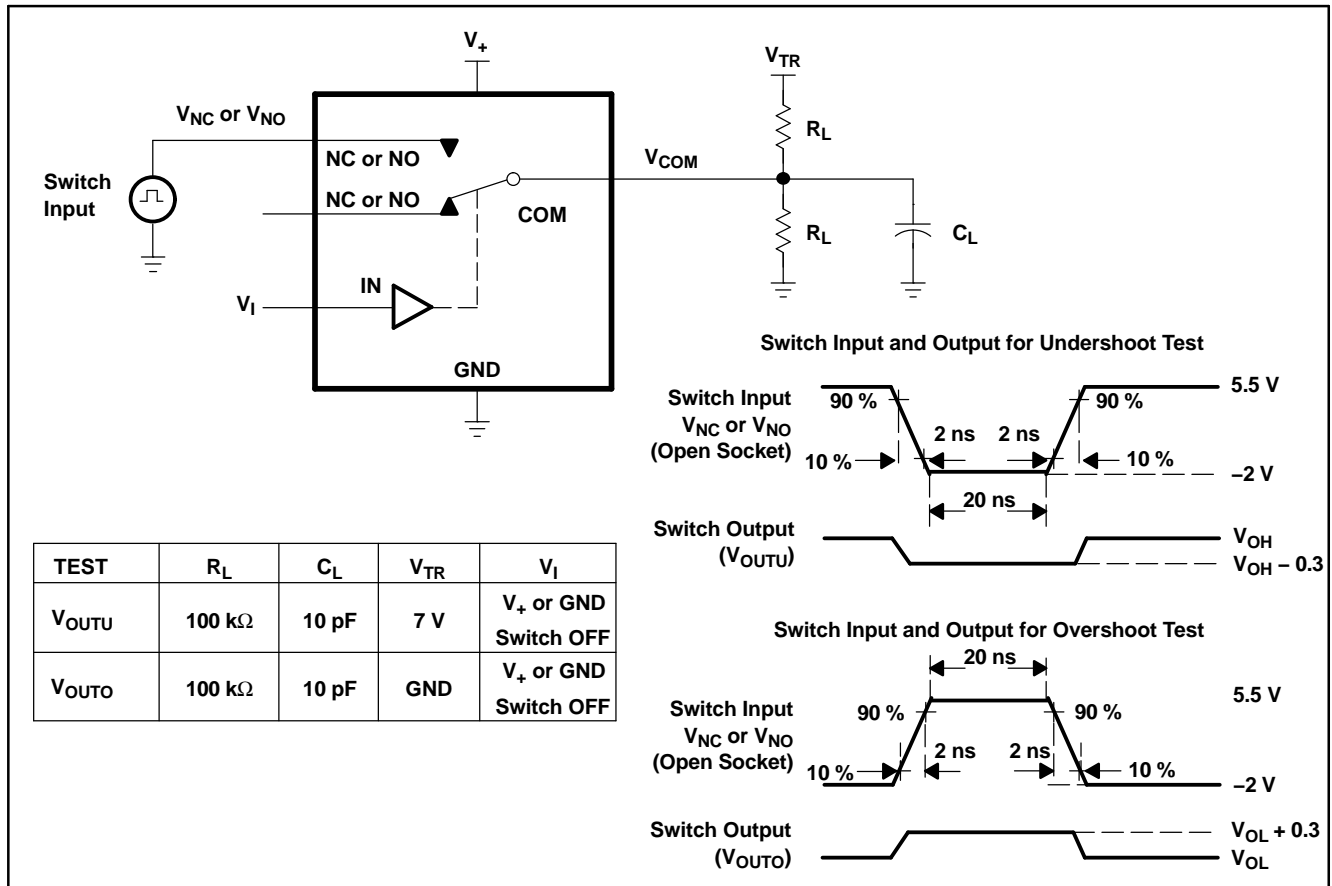 V+
VTR
VNC or VNO
RL
NC or NO
VCOM
Switch
Input
NC or NO
COM
RL
CL
IN
VI
GND
Switch Input and Output for Undershoot Test
Switch Input
VNC or VNO
(Open Socket)
90 %
90 %
5.5 V
2 ns
2 ns
10 %
10 %
–2 V
20 ns
Switch Output
(VOUTU)
VOH
VOH – 0.3
TEST RL CL VTR VI
VOUTU 100 kΩ 10 pF 7 V V+ or GND
Switch OFF
VOUTO 100 kΩ 10 pF GND V+ or GND
Switch OFF
Switch Input and Output for Overshoot Test
20 ns
5.5 V
Switch Input
VNC or VNO
(Open Socket)
90 %
90 %
2 ns
2 ns
10 %
10 %
–2 V
Switch Output
(VOUTO)
VOL + 0.3
VOL